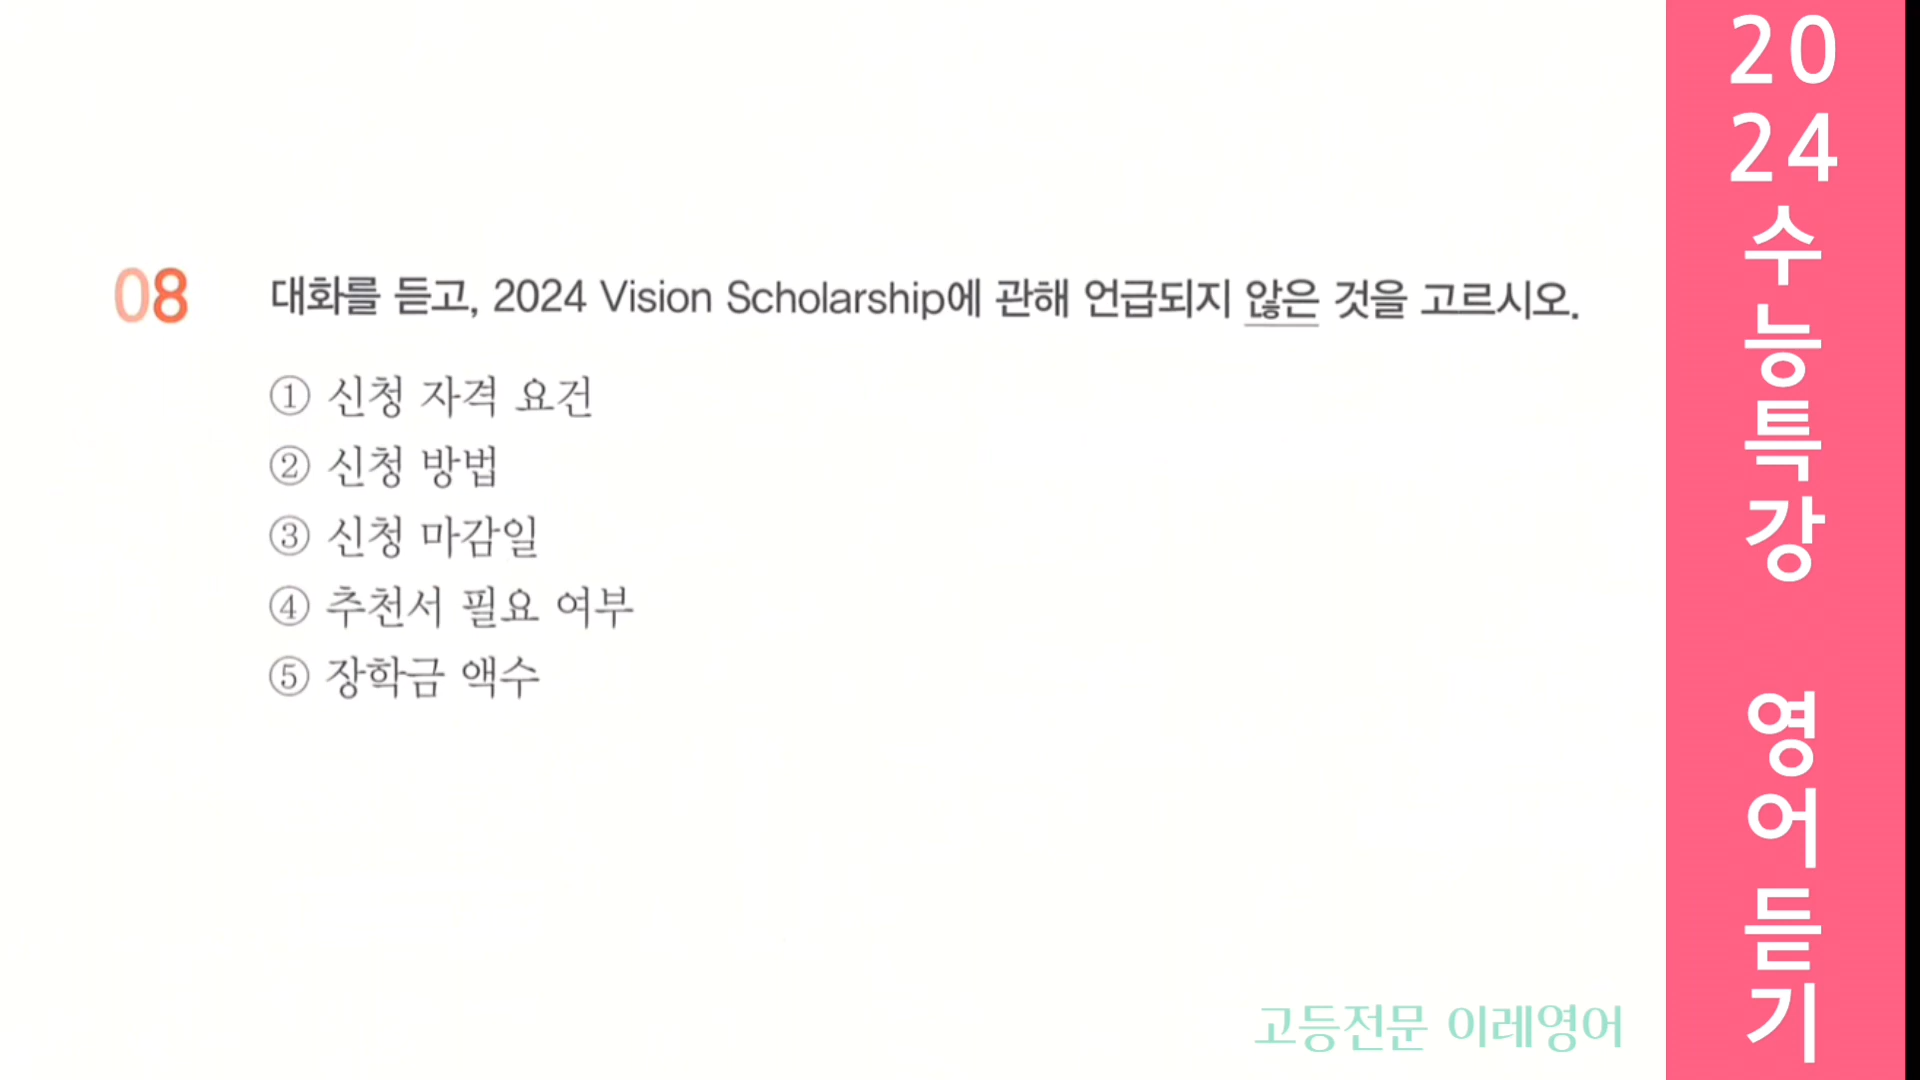 08 대화를 듣고, 2024 Vision Scholarship에 관해 언급되지 않은 것을 고르시오.
① 신청 자격 요건
② 신청 방법
③ 신청 마감일
④ 추천서 필요 여부
⑤ 장학금 액수
고등전문 이레영어
2024수능특강 영어듣기